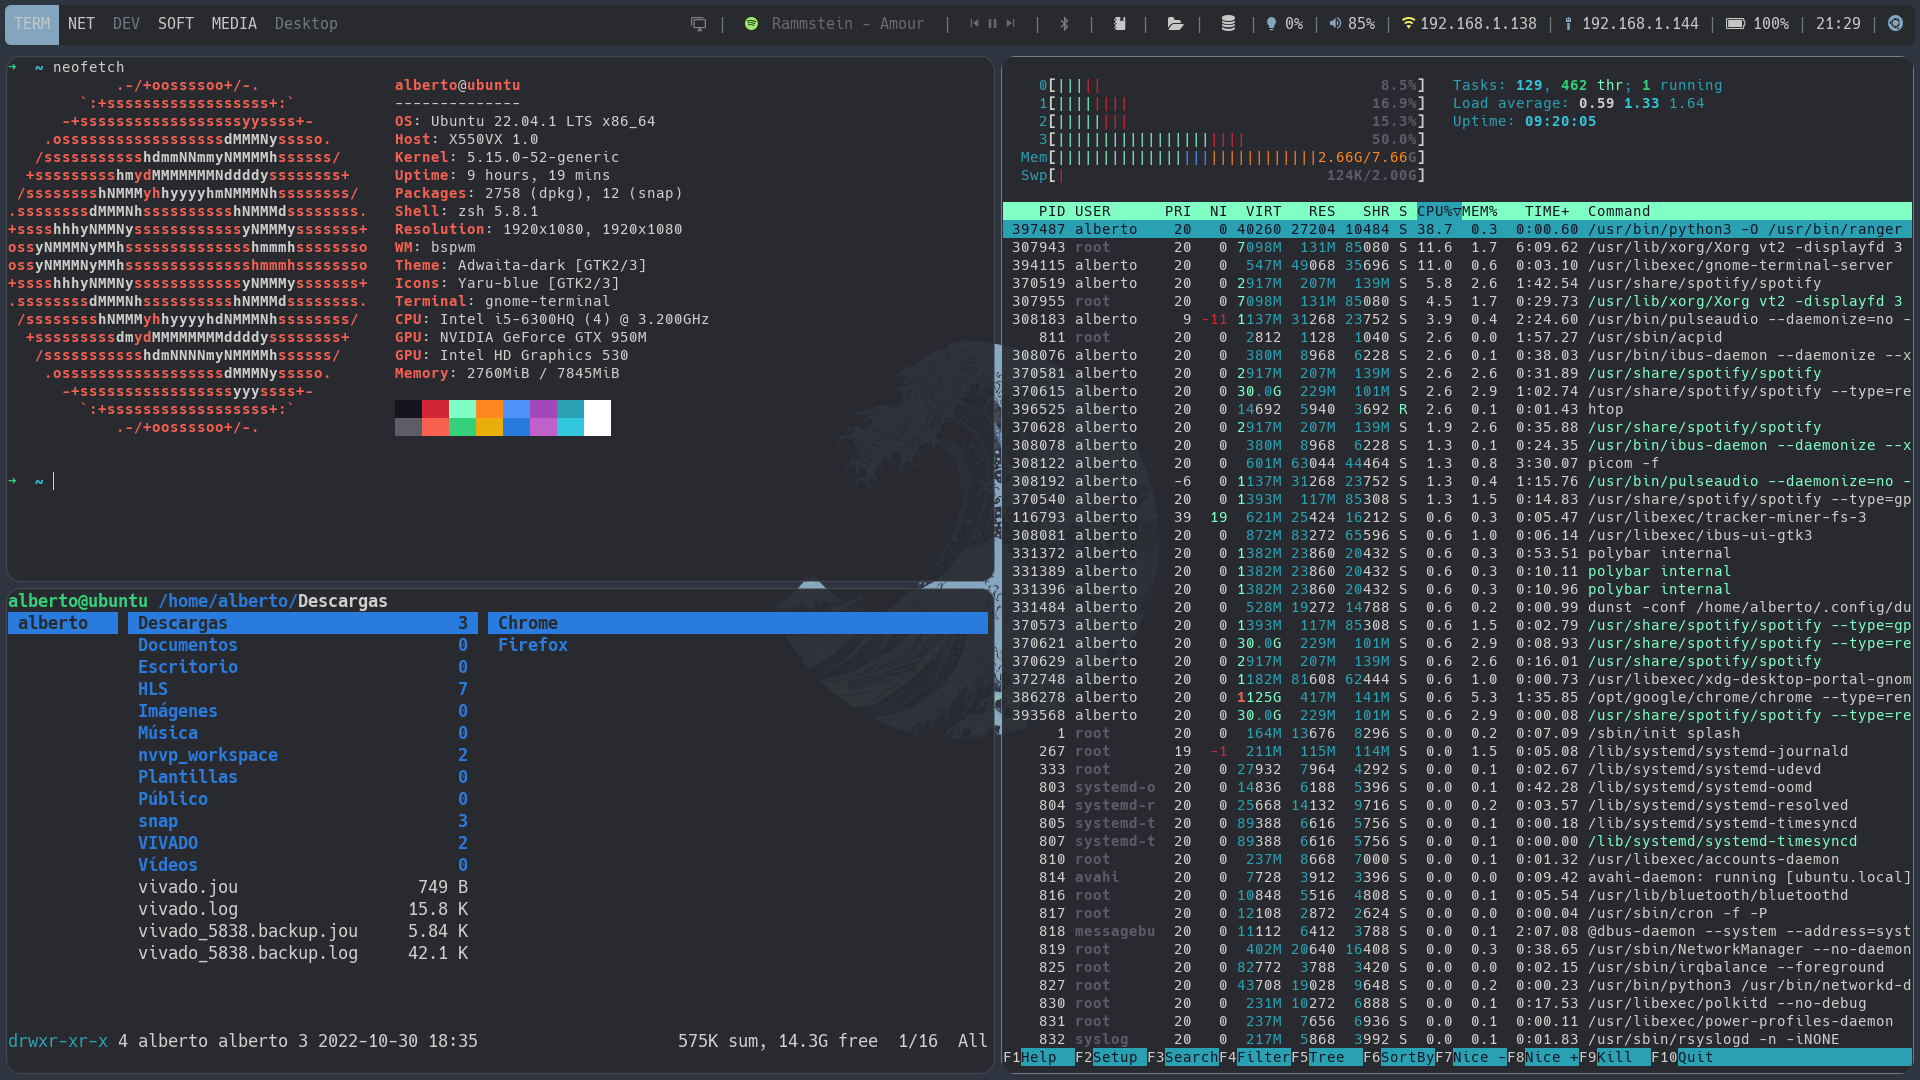 TERM NET DEV SOFT MEDIA Desktop | Rammstein - Amour | | | | | | 0% | 85% | 192.168.1.138 | 192.168.1.144 | 100% | 21:29 |
➜ ~ neofetch
.-/+oossssoo+/-.
`:+ssssssssssssssssss+:`
-+ssssssssssssssssssyyssss+-
.ossssssssssssssssssdMMMNysssso.
/ssssssssssshdmmNNmmyNMMMMhssssss/
+ssssssssshmydMMMMMMMNddddyssssssss+
/sssssssshNMMMyhhyyyyhmNMMMNhssssssss/
.ssssssssdMMMNhsssssssssshNMMMdssssssss.
+sssshhhyNMMNyssssssssssssyNMMMysssssss+
ossyNMMMNyMMhsssssssssssssshmmmhssssssso
ossyNMMMNyMMhsssssssssssssshmmmhssssssso
+sssshhhyNMMNyssssssssssssyNMMMysssssss+
.ssssssssdMMMNhsssssssssshNMMMdssssssss.
/sssssssshNMMMyhhyyyyhdNMMMNhssssssss/
+sssssssssdmydMMMMMMMMddddyssssssss+
/ssssssssssshdmNNNNmyNMMMMhssssss/
.ossssssssssssssssssdMMMNysssso.
-+sssssssssssssssssyyyssss+-
`:+ssssssssssssssssss+:`
.-/+oossssoo+/-.
alberto@ubuntu
--------------
OS: Ubuntu 22.04.1 LTS x86_64
Host: X550VX 1.0
Kernel: 5.15.0-52-generic
Uptime: 9 hours, 19 mins
Packages: 2758 (dpkg), 12 (snap)
Shell: zsh 5.8.1
Resolution: 1920x1080, 1920x1080
WM: bspwm
Theme: Adwaita-dark [GTK2/3]
Icons: Yaru-blue [GTK2/3]
Terminal: gnome-terminal
CPU: Intel i5-6300HQ (4) @ 3.200GHz
GPU: NVIDIA GeForce GTX 950M
GPU: Intel HD Graphics 530
Memory: 2760MiB / 7845MiB
➜ ~
alberto@ubuntu /home/alberto/Descargas
alberto Descargas 3 Chrome
Documentos 0 Firefox
Escritorio 0
HLS 7
Imágenes 0
Música 0
nvvp_workspace 2
Plantillas 0
Público 0
snap 3
VIVADO 2
Vídeos 0
vivado.jou 749 B
vivado.log 15.8 K
vivado_5838.backup.jou 5.84 K
vivado_5838.backup.log 42.1 K
drwxr-xr-x 4 alberto alberto 3 2022-10-30 18:35 575K sum, 14.3G free 1/16 All
0[||||| 8.5%] Tasks: 129, 462 thr; 1 running
1[|||||||| 16.9%] Load average: 0.59 1.33 1.64
2[|||||||| 15.3%] Uptime: 09:20:05
3[||||||||||||||||||||| 50.0%]
Mem[|||||||||||||||||||||||||||||2.66G/7.66G]
Swp[| 124K/2.00G]
PID USER PRI NI VIRT RES SHR S CPU%▽MEM% TIME+ Command
397487 alberto 20 0 40260 27204 10484 S 38.7 0.3 0:00.60 /usr/bin/python3 -O /usr/bin/ranger
307943 root 20 0 7098M 131M 85080 S 11.6 1.7 6:09.62 /usr/lib/xorg/Xorg vt2 -displayfd 3
394115 alberto 20 0 547M 49068 35696 S 11.0 0.6 0:03.10 /usr/libexec/gnome-terminal-server
370519 alberto 20 0 2917M 207M 139M S 5.8 2.6 1:42.54 /usr/share/spotify/spotify
307955 root 20 0 7098M 131M 85080 S 4.5 1.7 0:29.73 /usr/lib/xorg/Xorg vt2 -displayfd 3
308183 alberto 9 -11 1137M 31268 23752 S 3.9 0.4 2:24.60 /usr/bin/pulseaudio --daemonize=no -
811 root 20 0 2812 1128 1040 S 2.6 0.0 1:57.27 /usr/sbin/acpid
308076 alberto 20 0 380M 8968 6228 S 2.6 0.1 0:38.03 /usr/bin/ibus-daemon --daemonize --x
370581 alberto 20 0 2917M 207M 139M S 2.6 2.6 0:31.89 /usr/share/spotify/spotify
370615 alberto 20 0 30.0G 229M 101M S 2.6 2.9 1:02.74 /usr/share/spotify/spotify --type=re
396525 alberto 20 0 14692 5940 3692 R 2.6 0.1 0:01.43 htop
370628 alberto 20 0 2917M 207M 139M S 1.9 2.6 0:35.88 /usr/share/spotify/spotify
308078 alberto 20 0 380M 8968 6228 S 1.3 0.1 0:24.35 /usr/bin/ibus-daemon --daemonize --x
308122 alberto 20 0 601M 63044 44464 S 1.3 0.8 3:30.07 picom -f
308192 alberto -6 0 1137M 31268 23752 S 1.3 0.4 1:15.76 /usr/bin/pulseaudio --daemonize=no -
370540 alberto 20 0 1393M 117M 85308 S 1.3 1.5 0:14.83 /usr/share/spotify/spotify --type=gp
116793 alberto 39 19 621M 25424 16212 S 0.6 0.3 0:05.47 /usr/libexec/tracker-miner-fs-3
308081 alberto 20 0 872M 83272 65596 S 0.6 1.0 0:06.14 /usr/libexec/ibus-ui-gtk3
331372 alberto 20 0 1382M 23860 20432 S 0.6 0.3 0:53.51 polybar internal
331389 alberto 20 0 1382M 23860 20432 S 0.6 0.3 0:10.11 polybar internal
331396 alberto 20 0 1382M 23860 20432 S 0.6 0.3 0:10.96 polybar internal
331484 alberto 20 0 528M 19272 14788 S 0.6 0.2 0:00.99 dunst -conf /home/alberto/.config/du
370573 alberto 20 0 1393M 117M 85308 S 0.6 1.5 0:02.79 /usr/share/spotify/spotify --type=gp
370621 alberto 20 0 30.0G 229M 101M S 0.6 2.9 0:08.93 /usr/share/spotify/spotify --type=re
370629 alberto 20 0 2917M 207M 139M S 0.6 2.6 0:16.01 /usr/share/spotify/spotify
372748 alberto 20 0 1182M 81608 62444 S 0.6 1.0 0:00.73 /usr/libexec/xdg-desktop-portal-gnom
386278 alberto 20 0 1125G 417M 141M S 0.6 5.3 1:35.85 /opt/google/chrome/chrome --type=ren
393568 alberto 20 0 30.0G 229M 101M S 0.6 2.9 0:00.08 /usr/share/spotify/spotify --type=re
1 root 20 0 164M 13676 8296 S 0.0 0.2 0:07.09 /sbin/init splash
267 root 19 -1 211M 115M 114M S 0.0 1.5 0:05.08 /lib/systemd/systemd-journald
333 root 20 0 27932 7964 4292 S 0.0 0.1 0:02.67 /lib/systemd/systemd-udevd
803 systemd-o 20 0 14836 6188 5396 S 0.0 0.1 0:42.28 /lib/systemd/systemd-oomd
804 systemd-r 20 0 25668 14132 9716 S 0.0 0.2 0:03.57 /lib/systemd/systemd-resolved
805 systemd-t 20 0 89388 6616 5756 S 0.0 0.1 0:00.18 /lib/systemd/systemd-timesyncd
807 systemd-t 20 0 89388 6616 5756 S 0.0 0.1 0:00.00 /lib/systemd/systemd-timesyncd
810 root 20 0 237M 8668 7000 S 0.0 0.1 0:01.32 /usr/libexec/accounts-daemon
814 avahi 20 0 7728 3912 3396 S 0.0 0.0 0:09.42 avahi-daemon: running [ubuntu.local]
816 root 20 0 10848 5516 4808 S 0.0 0.1 0:05.54 /usr/lib/bluetooth/bluetoothd
817 root 20 0 12108 2872 2624 S 0.0 0.0 0:00.04 /usr/sbin/cron -f -P
818 messagebu 20 0 11112 6412 3788 S 0.0 0.1 2:07.08 @dbus-daemon --system --address=syst
819 root 20 0 402M 20640 16408 S 0.0 0.3 0:38.65 /usr/sbin/NetworkManager --no-daemon
825 root 20 0 82772 3788 3420 S 0.0 0.0 0:02.15 /usr/sbin/irqbalance --foreground
827 root 20 0 43708 19028 9648 S 0.0 0.2 0:00.23 /usr/bin/python3 /usr/bin/networkd-d
830 root 20 0 231M 10272 6888 S 0.0 0.1 0:17.53 /usr/libexec/polkitd --no-debug
831 root 20 0 237M 7656 6936 S 0.0 0.1 0:00.11 /usr/libexec/power-profiles-daemon
832 syslog 20 0 217M 5868 3992 S 0.0 0.1 0:01.83 /usr/sbin/rsyslogd -n -iNONE
F1Help F2Setup F3SearchF4FilterF5Tree F6SortByF7Nice -F8Nice +F9Kill F10Quit